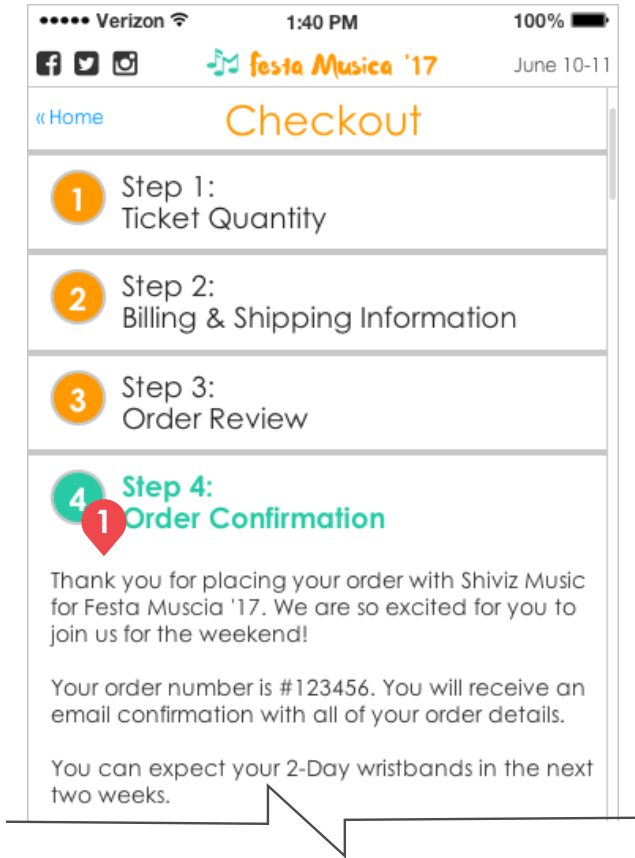 Verizon 1:40 PM 100%
festa Musica '17 June 10-11
« Home Checkout
1 Step 1:
Ticket Quantity
2 Step 2:
Billing & Shipping Information
3 Step 3:
Order Review
4 Step 4:
1 Order Confirmation
Thank you for placing your order with Shiviz Music
for Festa Muscia '17. We are so excited for you to
join us for the weekend!
Your order number is #123456. You will receive an
email confirmation with all of your order details.
You can expect your 2-Day wristbands in the next
two weeks.